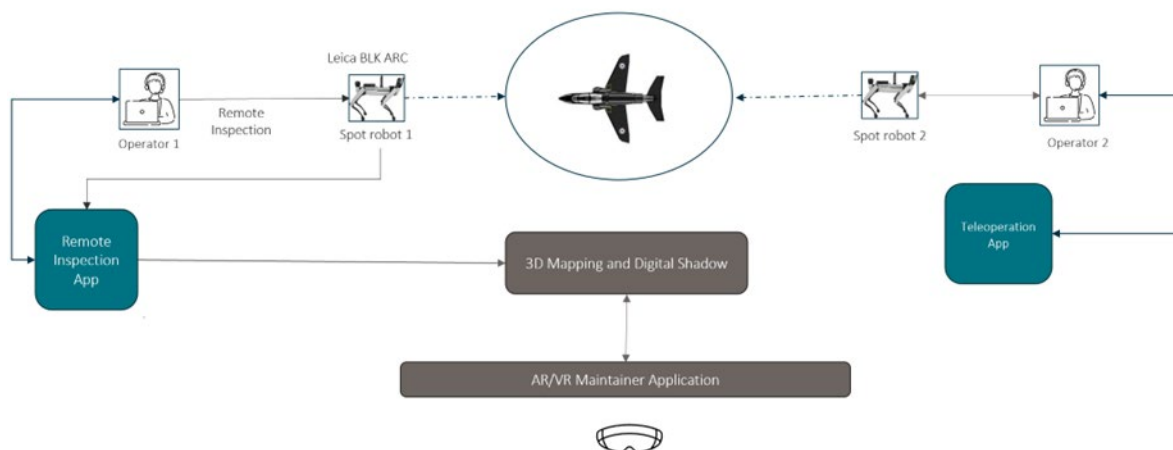 Leica BLK ARC
Operator 1
Remote
Inspection
Spot robot 1
Spot robot 2
Operator 2
Remote
Inspection
App
3D Mapping and Digital Shadow
Teleoperation
App
AR/VR Maintainer Application